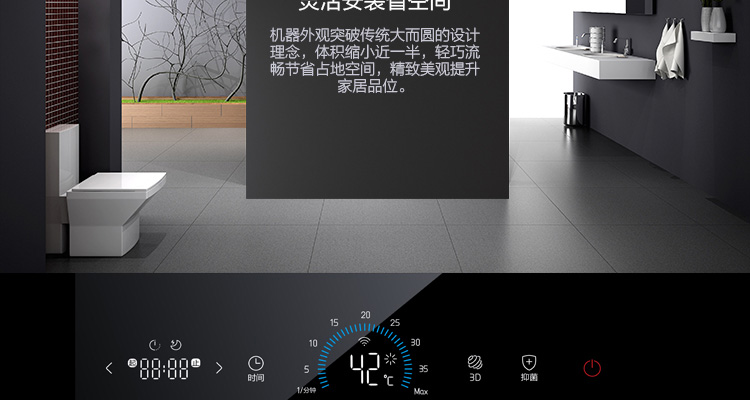 灵活安装省空间
机器外观突破传统大而圆的设计
理念，体积缩小近一半，轻巧流
畅节省占地空间，精致美观提升
家居品位。
20
15 25
10 30
起 88:88 止
5 42℃ 35
时间 3D 抑菌
1/分钟 Max